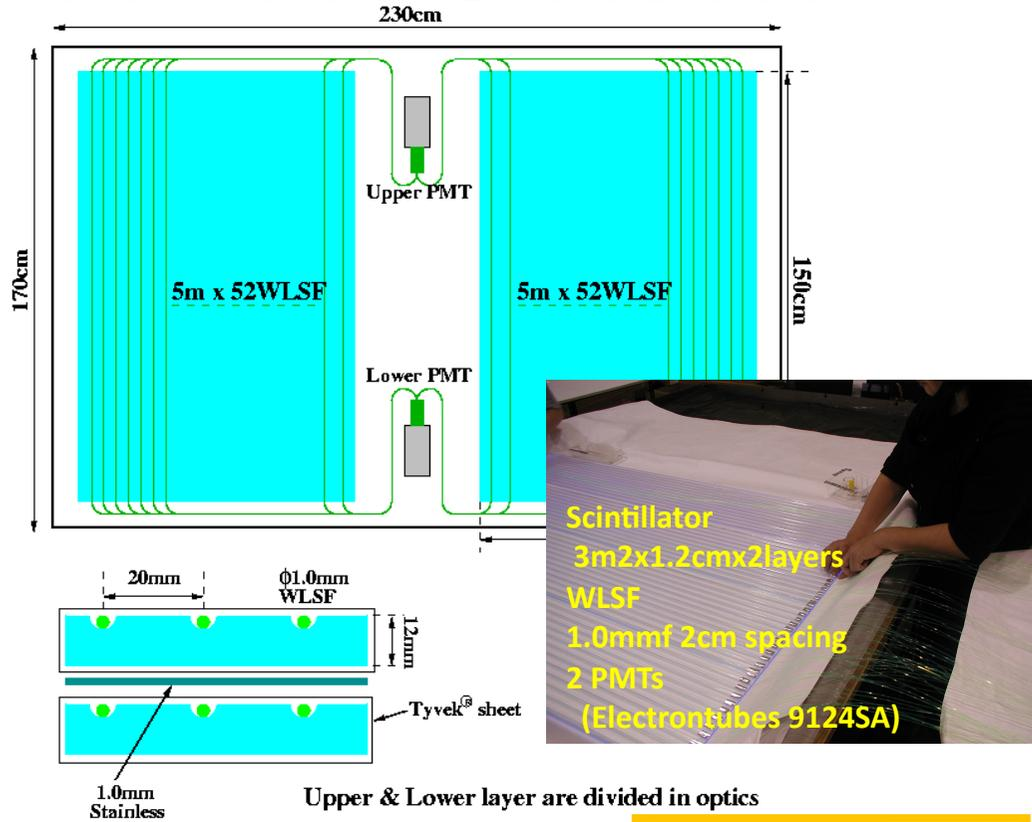 230cm
170cm
Upper PMT
5m x 52WLSF
5m x 52WLSF
150cm
Lower PMT
Scintillator
3m2x1.2cmx2layers
WLSF
1.0mmf 2cm spacing
2 PMTs
(Electrontubes 9124SA)
20mm
ϕ1.0mm
WLSF
12mm
Tyvek® sheet
1.0mm
Stainless
Upper & Lower layer are divided in optics